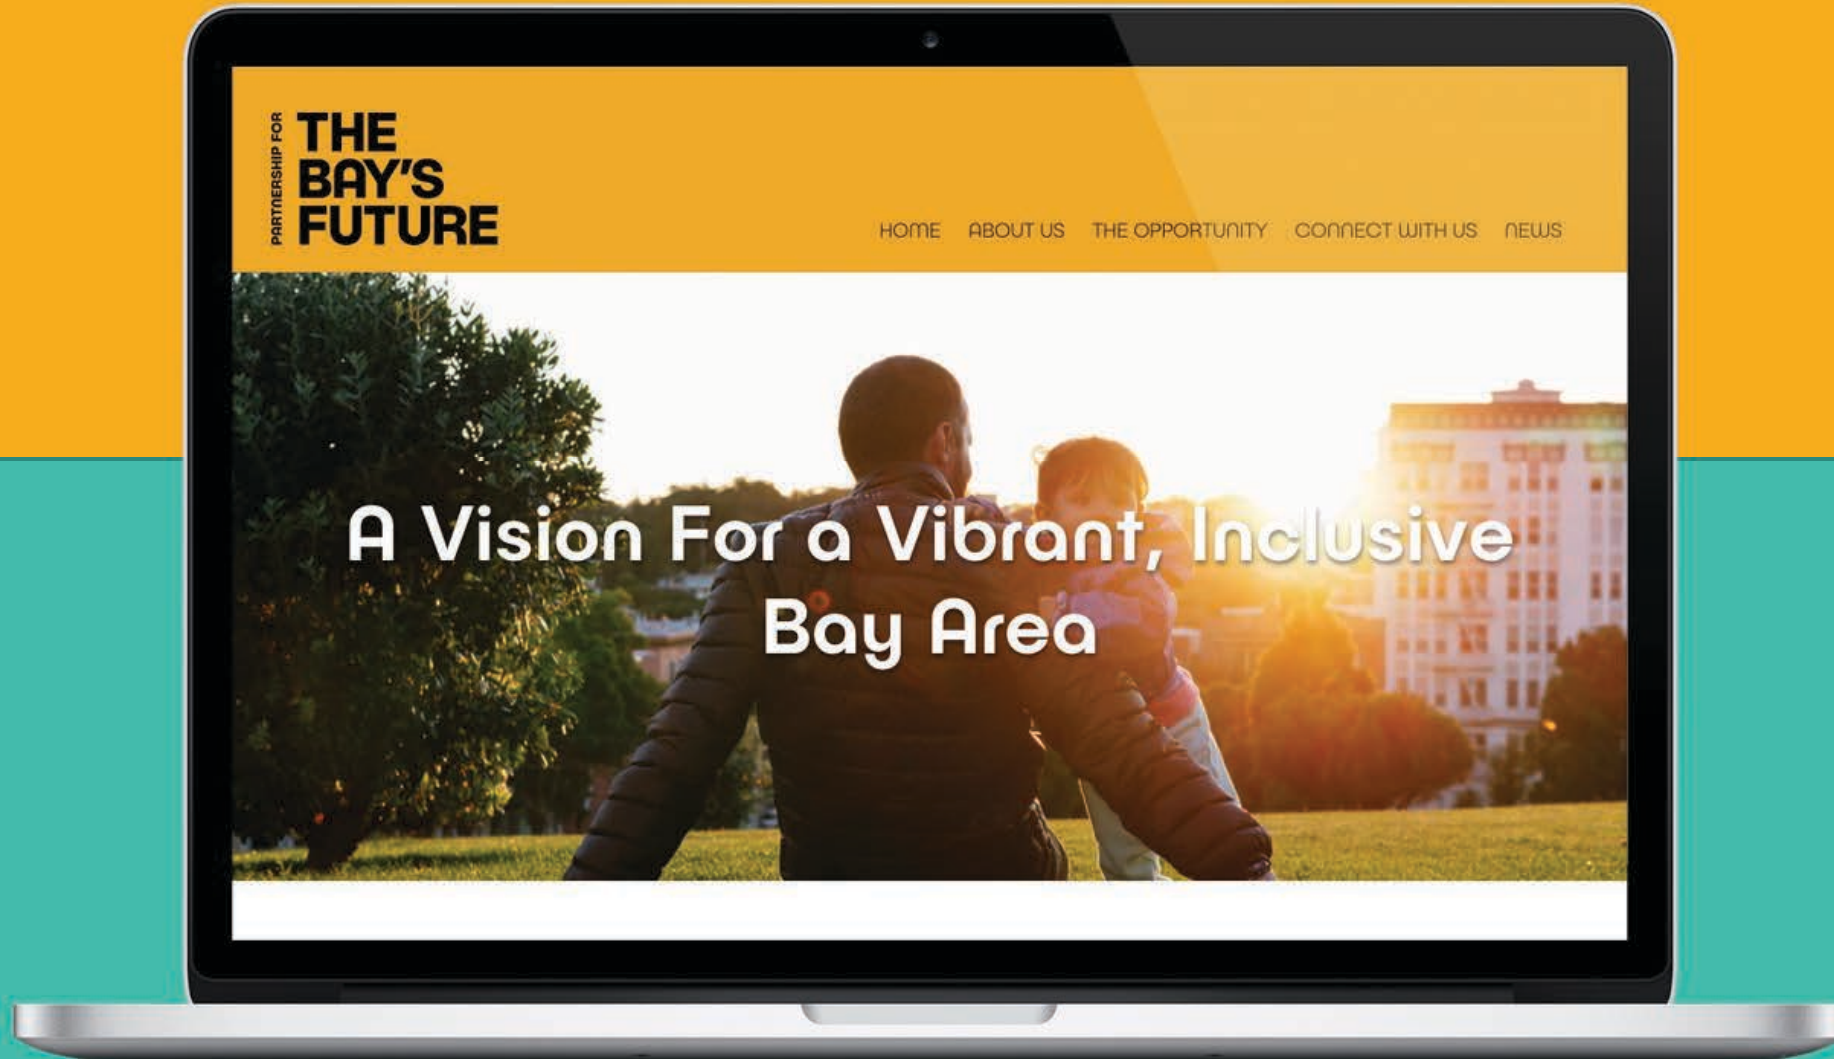 PARTNERSHIP FOR
THE
BAY'S
FUTURE
HOME ABOUT US THE OPPORTUNITY CONNECT WITH US NEWS
A Vision For a Vibrant, Inclusive
Bay Area